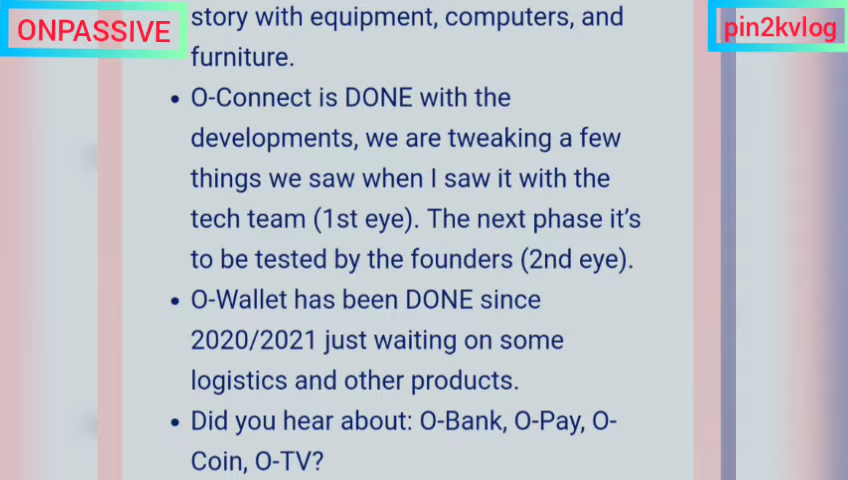 ONPASSIVE
pin2kvlog
story with equipment, computers, and
furniture.
• O-Connect is DONE with the
developments, we are tweaking a few
things we saw when I saw it with the
tech team (1st eye). The next phase it’s
to be tested by the founders (2nd eye).
• O-Wallet has been DONE since
2020/2021 just waiting on some
logistics and other products.
• Did you hear about: O-Bank, O-Pay, O-
Coin, O-TV?